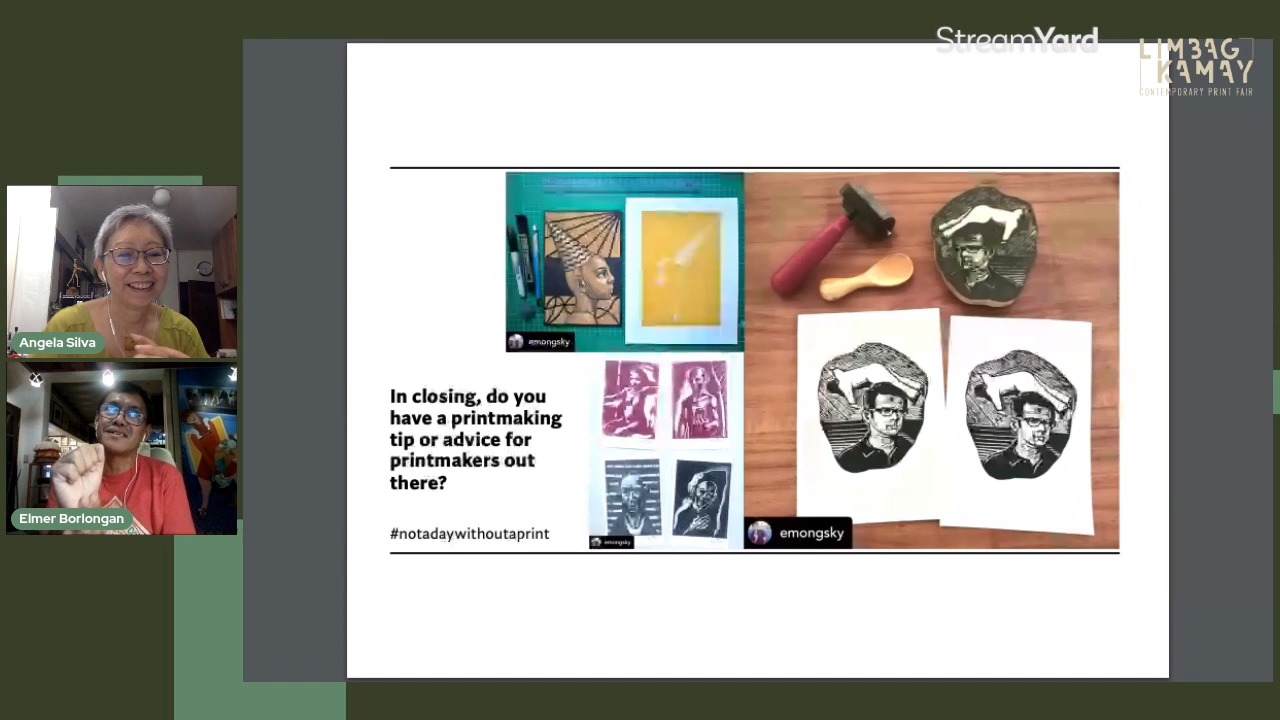 StreamYard
LIMBAG
KAMAY
CONTEMPORARY PRINT FAIR
Angela Silva
Elmer Borlongan
emongsky
In closing, do you
have a printmaking
tip or advice for
printmakers out
there?
#notadaywithoutaprint
emongsky
emongsky